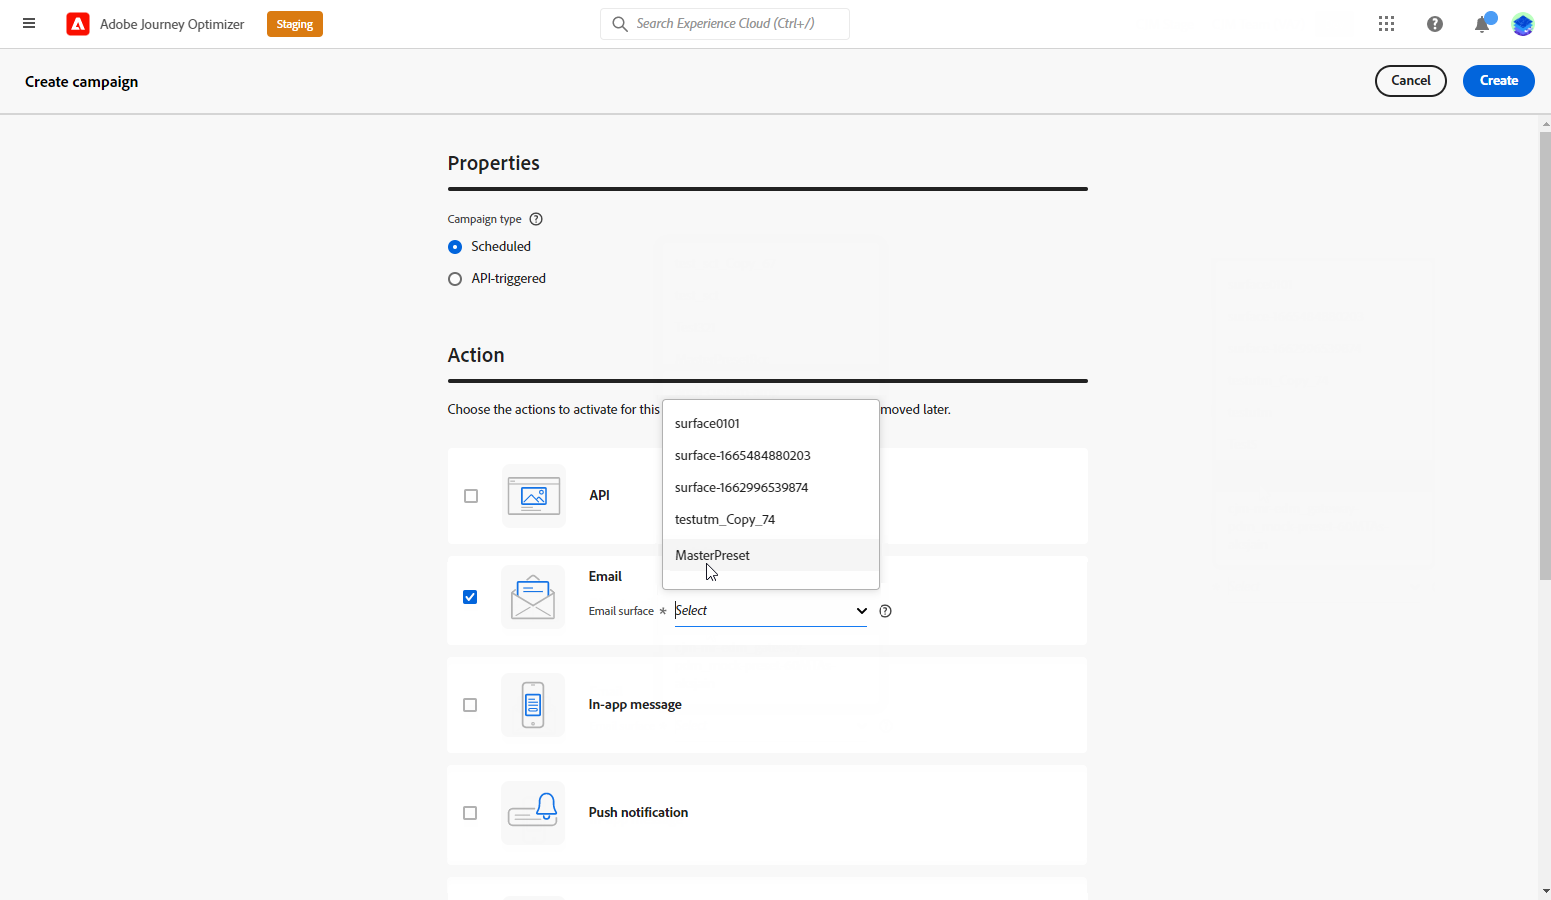 Adobe Journey Optimizer
Staging
Search Experience Cloud (Ctrl+/)
Create campaign
Cancel
Create
Properties
Campaign type
Scheduled
API-triggered
Action
Choose the actions to activate for this
moved later.
surface0101
surface-1665484880203
surface-1662996539874
testutm_Copy_74
MasterPreset
API
Email
Email surface * Select
In-app message
Push notification